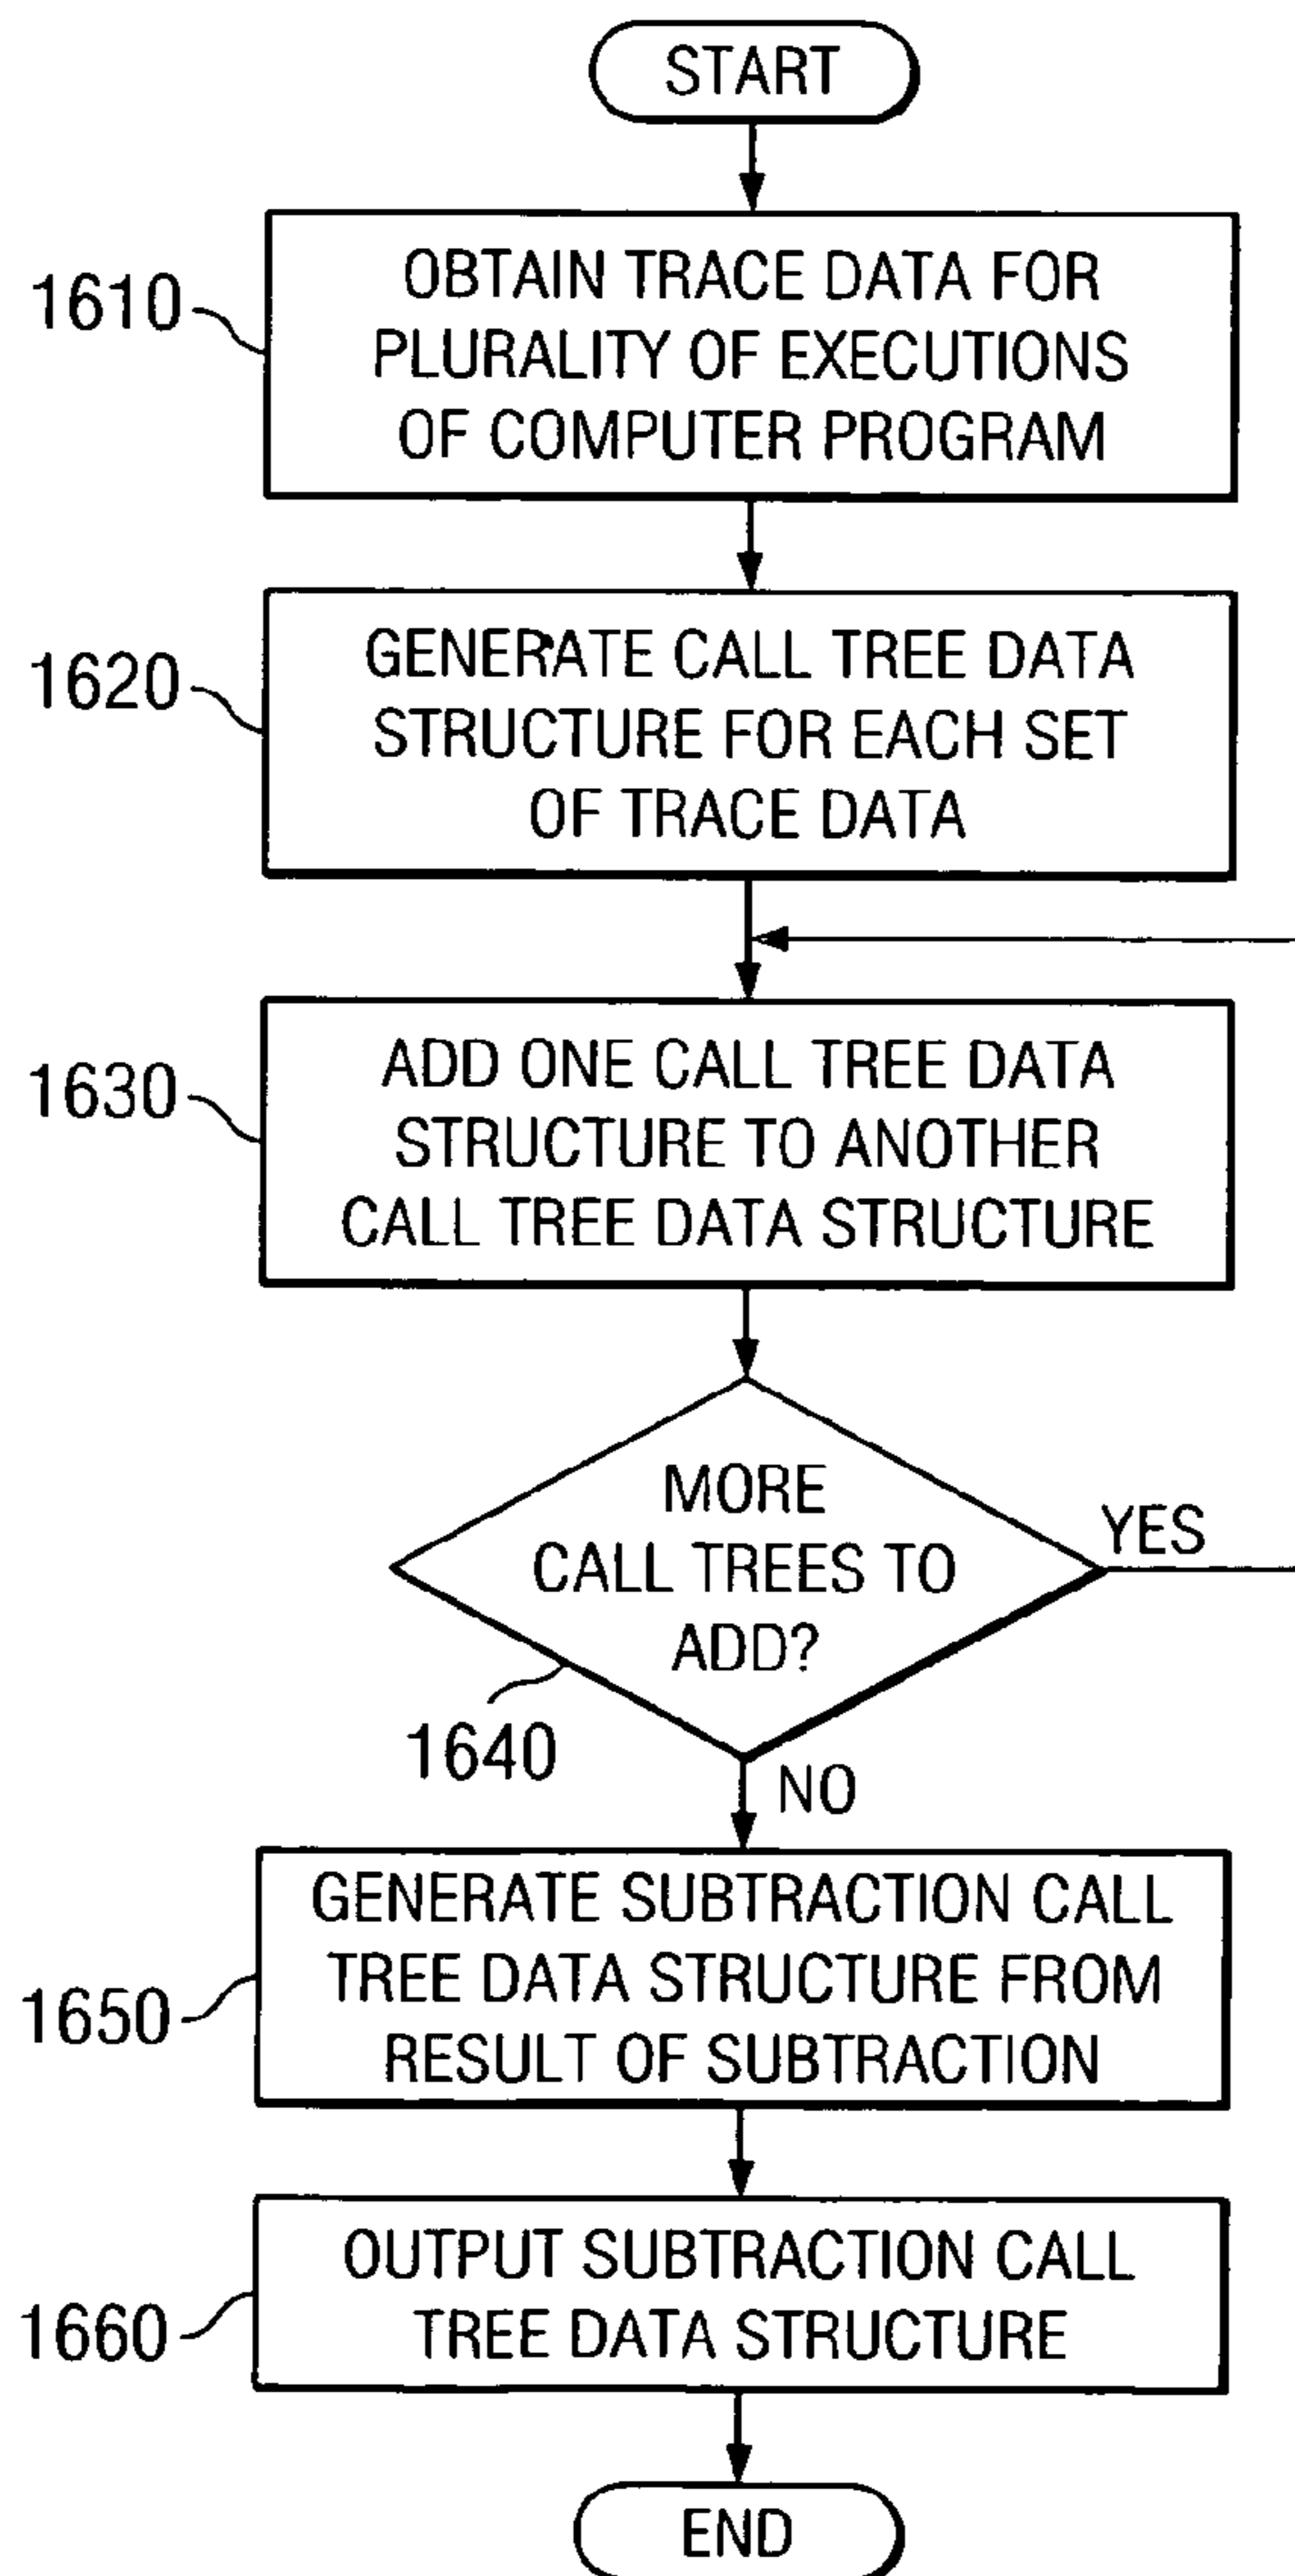 START
1610
OBTAIN TRACE DATA FOR
PLURALITY OF EXECUTIONS
OF COMPUTER PROGRAM
1620
GENERATE CALL TREE DATA
STRUCTURE FOR EACH SET
OF TRACE DATA
1630
ADD ONE CALL TREE DATA
STRUCTURE TO ANOTHER
CALL TREE DATA STRUCTURE
MORE
CALL TREES TO
ADD?
YES
1640
NO
1650
GENERATE SUBTRACTION CALL
TREE DATA STRUCTURE FROM
RESULT OF SUBTRACTION
1660
OUTPUT SUBTRACTION CALL
TREE DATA STRUCTURE
END